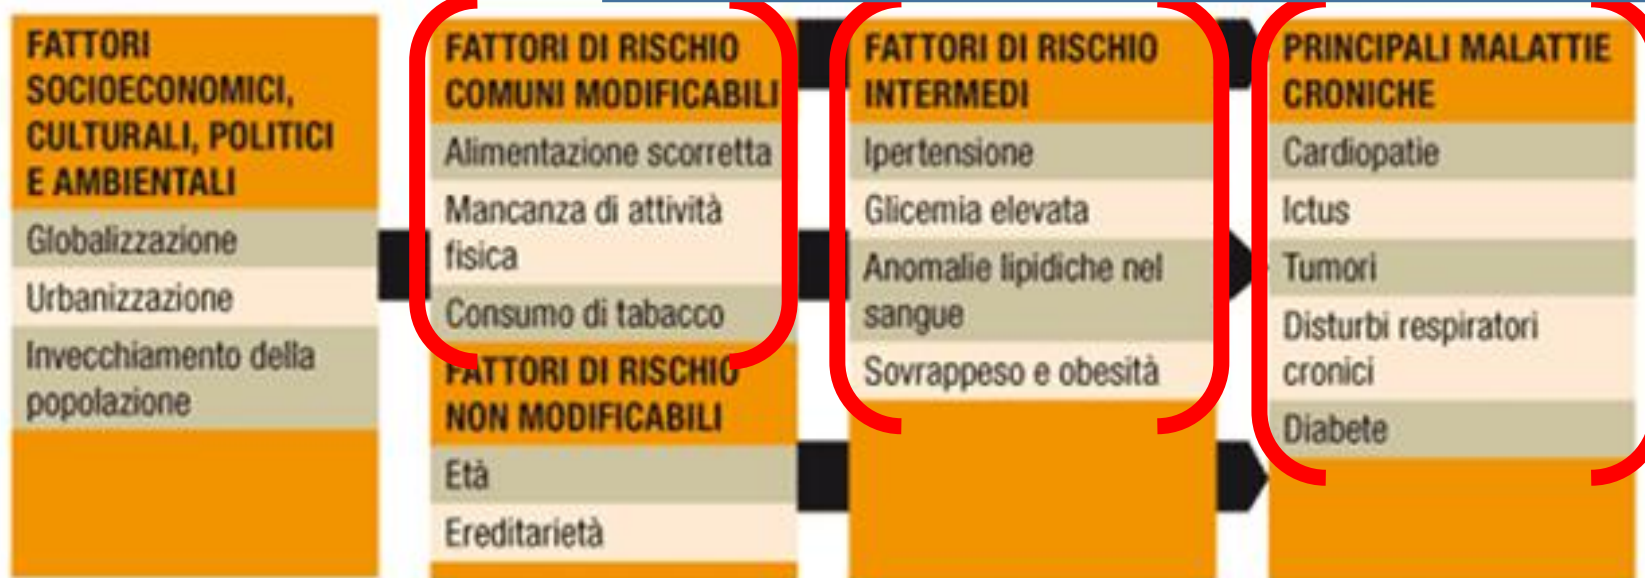 FATTORI
SOCIOECONOMICI,
CULTURALI, POLITICI
E AMBIENTALI
Globalizzazione
Urbanizzazione
Invecchiamento della
popolazione
FATTORI DI RISCHIO
COMUNI MODIFICABILI
Alimentazione scorretta
Mancanza di attività
fisica
Consumo di tabacco
FATTORI DI RISCHIO
NON MODIFICABILI
Età
Ereditarietà
FATTORI DI RISCHIO
INTERMEDI
Ipertensione
Glicemia elevata
Anomalie lipidiche nel
sangue
Sovrappeso e obesità
PRINCIPALI MALATTIE
CRONICHE
Cardiopatie
Ictus
Tumori
Disturbi respiratori
cronici
Diabete